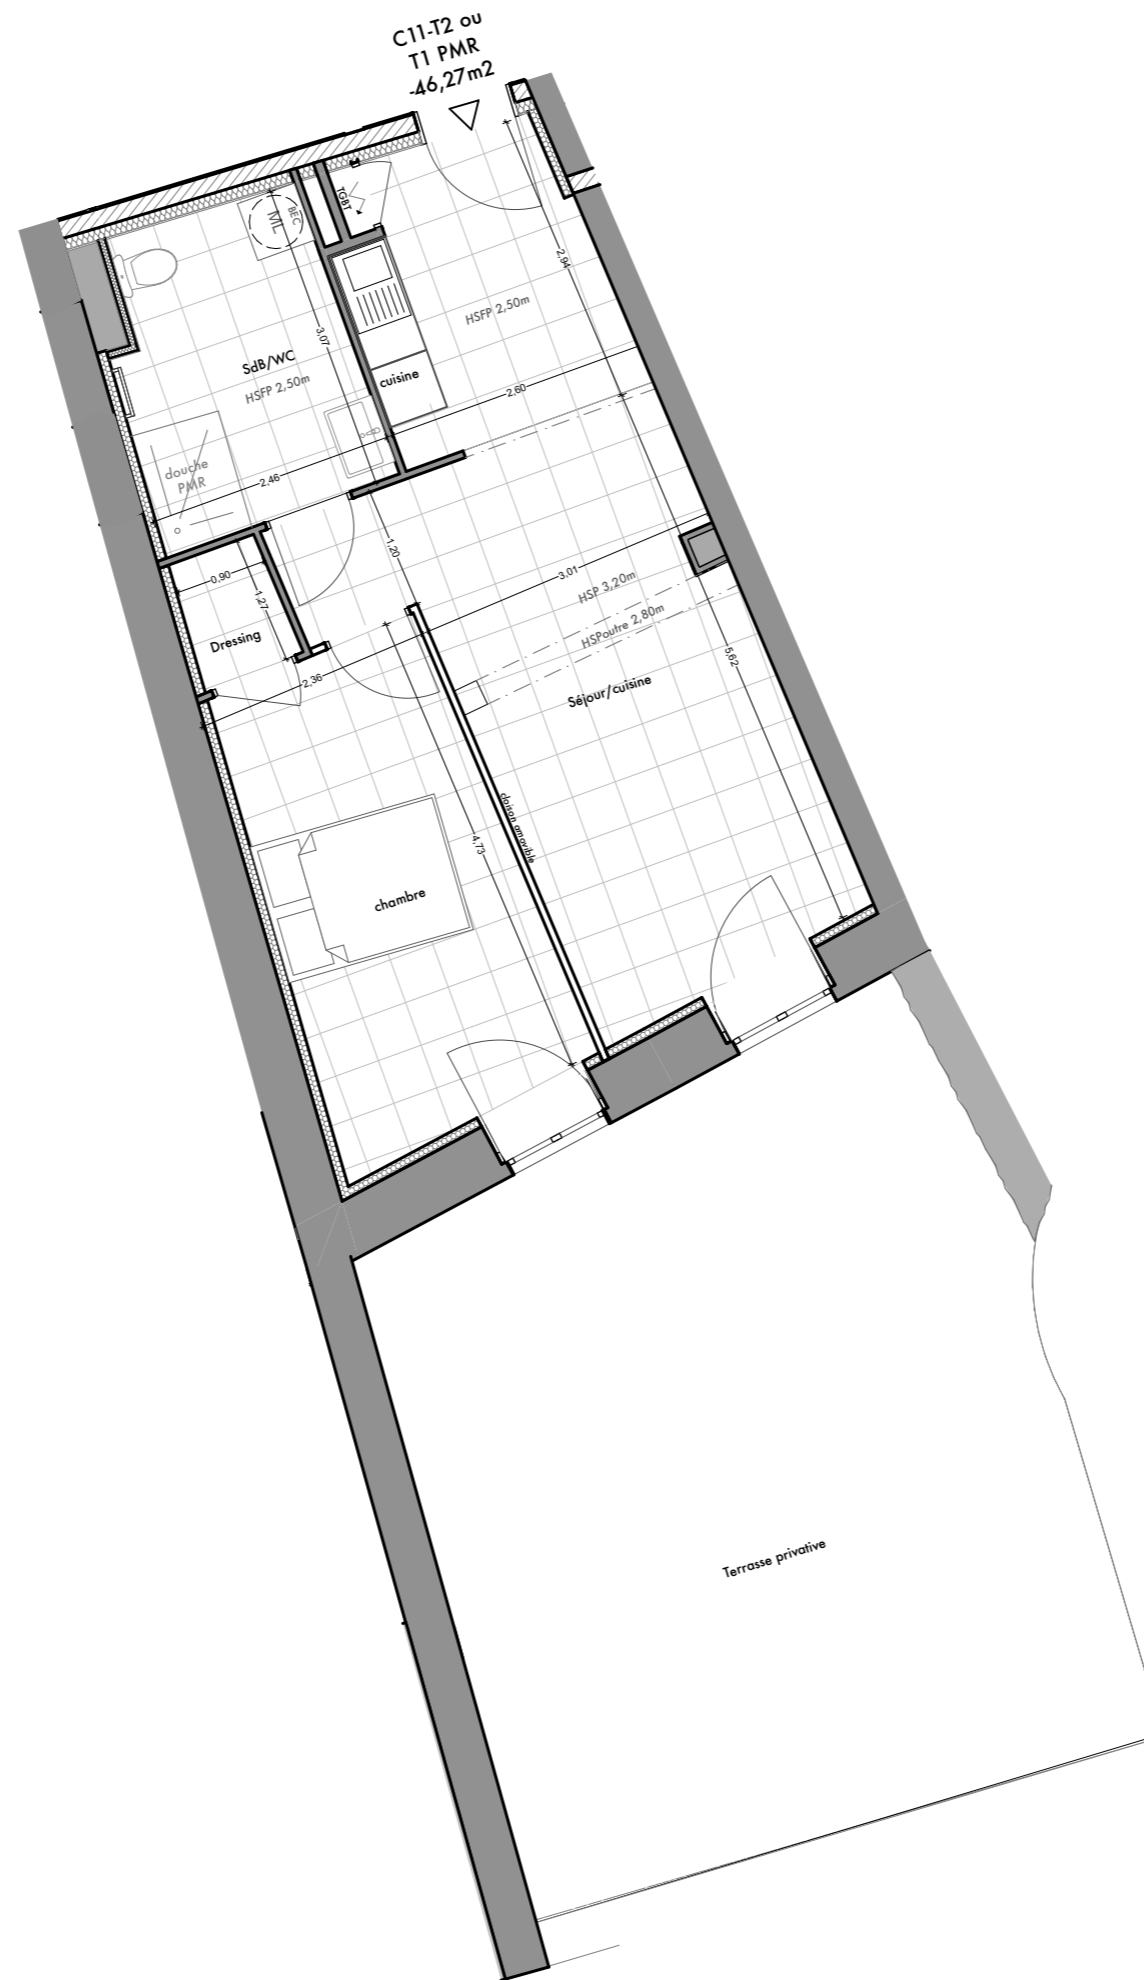 C11-T2 ou
T1 PMR
-46,27m2
TGBT
BEC
ML
2,94
HSFP 2,50m
3,07
SdB/WC
HSFP 2,50m
cuisine
2,60
douche
PMR
2,46
1,20
0,90
1,27
3,01
HSP 3,20m
HSPoutre 2,80m
Dressing
2,36
5,62
Séjour/cuisine
cloison amovible
4,73
chambre
Terrasse privative